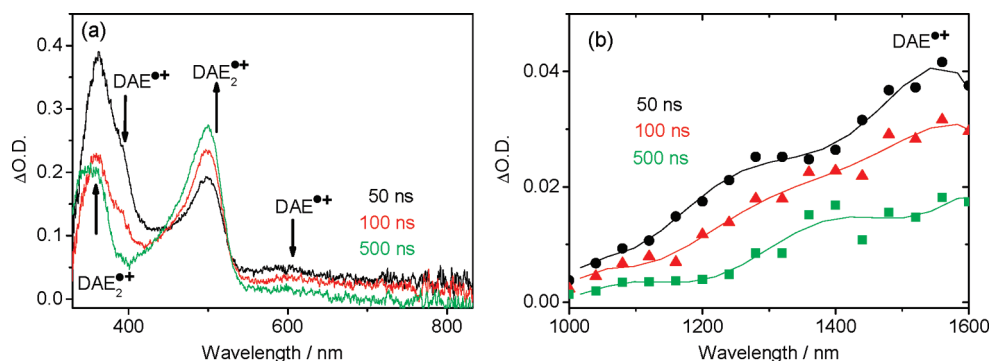 (a)
DAE●+
DAE₂●+
DAE●+
50 ns
100 ns
500 ns
DAE₂●+
ΔO.D.
0.4
0.3
0.2
0.1
0.0
400
600
800
Wavelength / nm
(b)
DAE●+
50 ns
100 ns
500 ns
ΔO.D.
0.04
0.02
0.00
1000
1200
1400
1600
Wavelength / nm